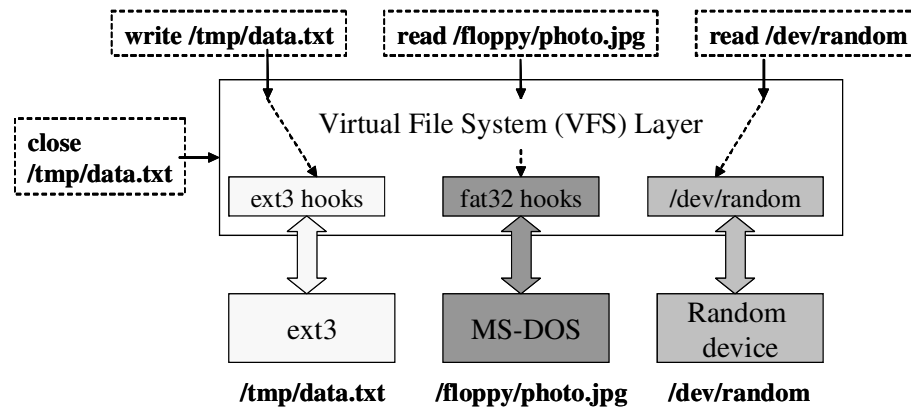 write /tmp/data.txt
read /floppy/photo.jpg
read /dev/random
Virtual File System (VFS) Layer
close
/tmp/data.txt
ext3 hooks
fat32 hooks
/dev/random
ext3
MS-DOS
Random
device
/tmp/data.txt
/floppy/photo.jpg
/dev/random